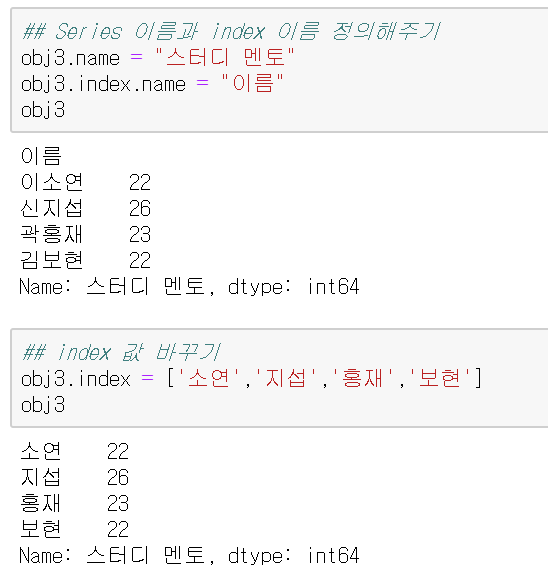 ## Series 이름과 index 이름 정의해주기
obj3.name = "스터디 멘토"
obj3.index.name = "이름"
obj3
이름
이소연    22
신지섭    26
곽홍재    23
김보현    22
Name: 스터디 멘토, dtype: int64
## index 값 바꾸기
obj3.index = ['소연','지섭','홍재','보현']
obj3
소연    22
지섭    26
홍재    23
보현    22
Name: 스터디 멘토, dtype: int64